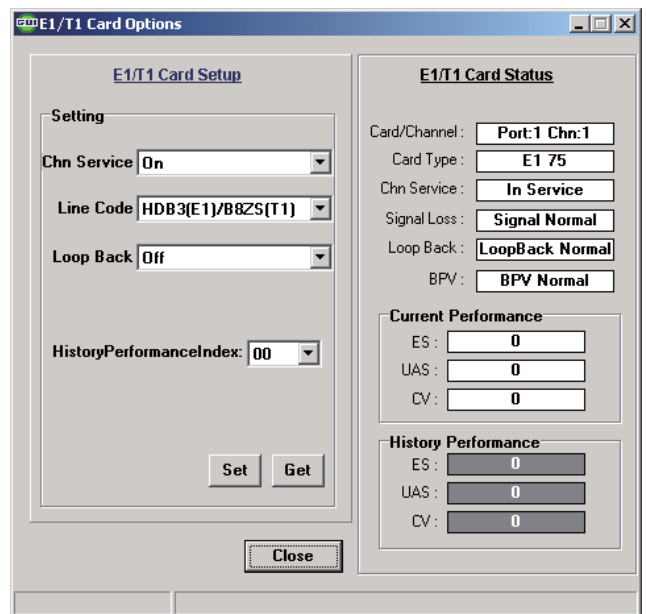 GUI E1/T1 Card Options
E1/T1 Card Setup
Setting
Chn Service On
Line Code HDB3(E1)/B8ZS(T1)
Loop Back Off
HistoryPerformanceIndex: 00
Set Get
Close
E1/T1 Card Status
Card/Channel : Port:1 Chn:1
Card Type : E1 75
Chn Service : In Service
Signal Loss : Signal Normal
Loop Back : LoopBack Normal
BPV : BPV Normal
Current Performance
ES : 0
UAS : 0
CV : 0
History Performance
ES : 0
UAS : 0
CV : 0